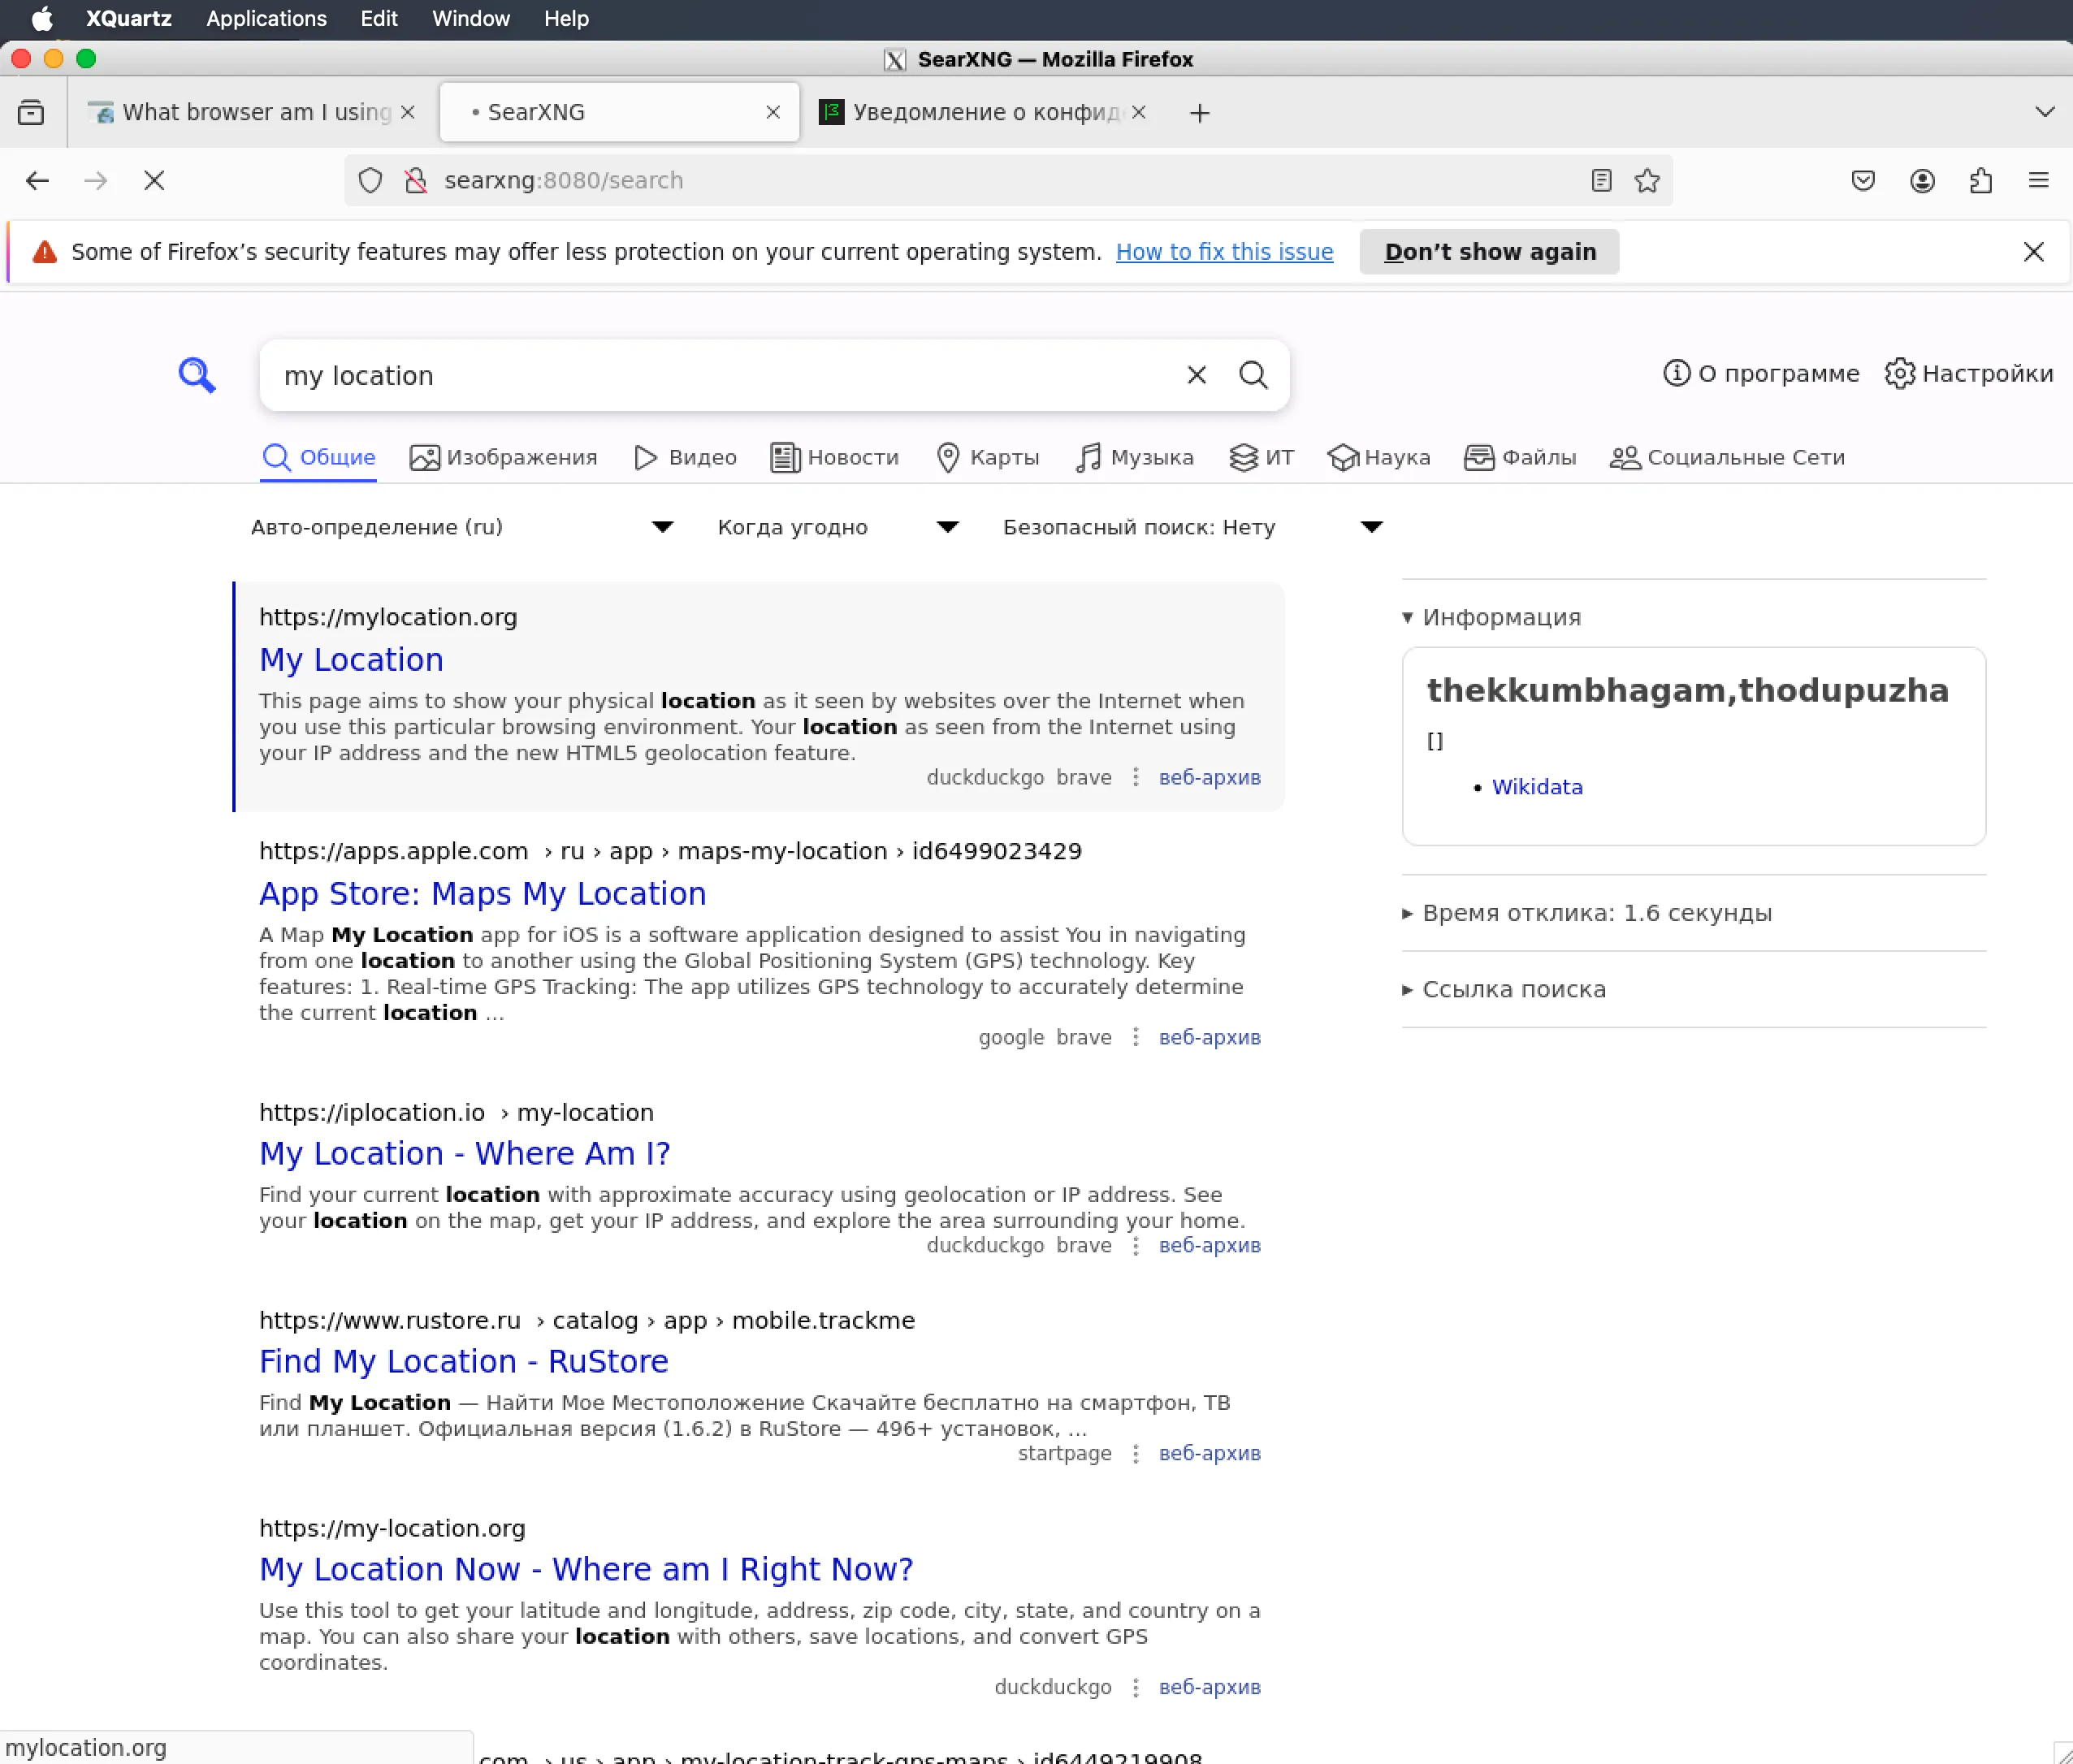 XQuartz Applications Edit Window Help
SearXNG — Mozilla Firefox
What browser am I using
• SearXNG
Уведомление о конфид
searxng:8080/search
Some of Firefox’s security features may offer less protection on your current operating system. How to fix this issue Don’t show again
my location
О программе Настройки
Общие Изображения Видео Новости Карты Музыка ИТ Наука Файлы Социальные Сети
Авто-определение (ru) Когда угодно Безопасный поиск: Нету
https://mylocation.org
My Location
This page aims to show your physical location as it seen by websites over the Internet when
you use this particular browsing environment. Your location as seen from the Internet using
your IP address and the new HTML5 geolocation feature.
duckduckgo brave ⋮ веб-архив
https://apps.apple.com › ru › app › maps-my-location › id6499023429
App Store: Maps My Location
A Map My Location app for iOS is a software application designed to assist You in navigating
from one location to another using the Global Positioning System (GPS) technology. Key
features: 1. Real-time GPS Tracking: The app utilizes GPS technology to accurately determine
the current location ...
google brave ⋮ веб-архив
https://iplocation.io › my-location
My Location - Where Am I?
Find your current location with approximate accuracy using geolocation or IP address. See
your location on the map, get your IP address, and explore the area surrounding your home.
duckduckgo brave ⋮ веб-архив
https://www.rustore.ru › catalog › app › mobile.trackme
Find My Location - RuStore
Find My Location — Найти Мое Местоположение Скачайте бесплатно на смартфон, ТВ
или планшет. Официальная версия (1.6.2) в RuStore — 496+ установок, ...
startpage ⋮ веб-архив
https://my-location.org
My Location Now - Where am I Right Now?
Use this tool to get your latitude and longitude, address, zip code, city, state, and country on a
map. You can also share your location with others, save locations, and convert GPS
coordinates.
duckduckgo ⋮ веб-архив
com › us › app › my-location-track-gps-maps › id6449219908
▾ Информация
thekkumbhagam,thodupuzha
[]
• Wikidata
▸ Время отклика: 1.6 секунды
▸ Ссылка поиска
mylocation.org